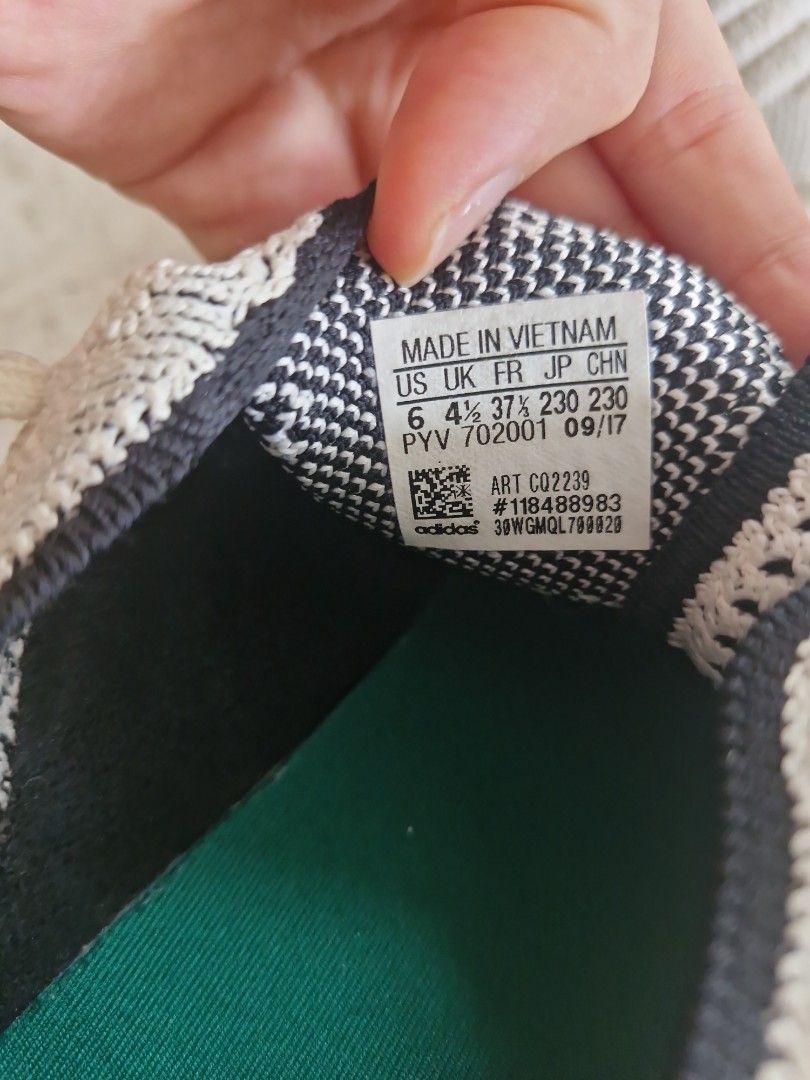 MADE IN VIETNAM
US UK FR JP CHN
6 4½ 37⅓ 230 230
PYV 702001 09/17
ART CQ2239
#118488983
adidas 30WGMQL700020